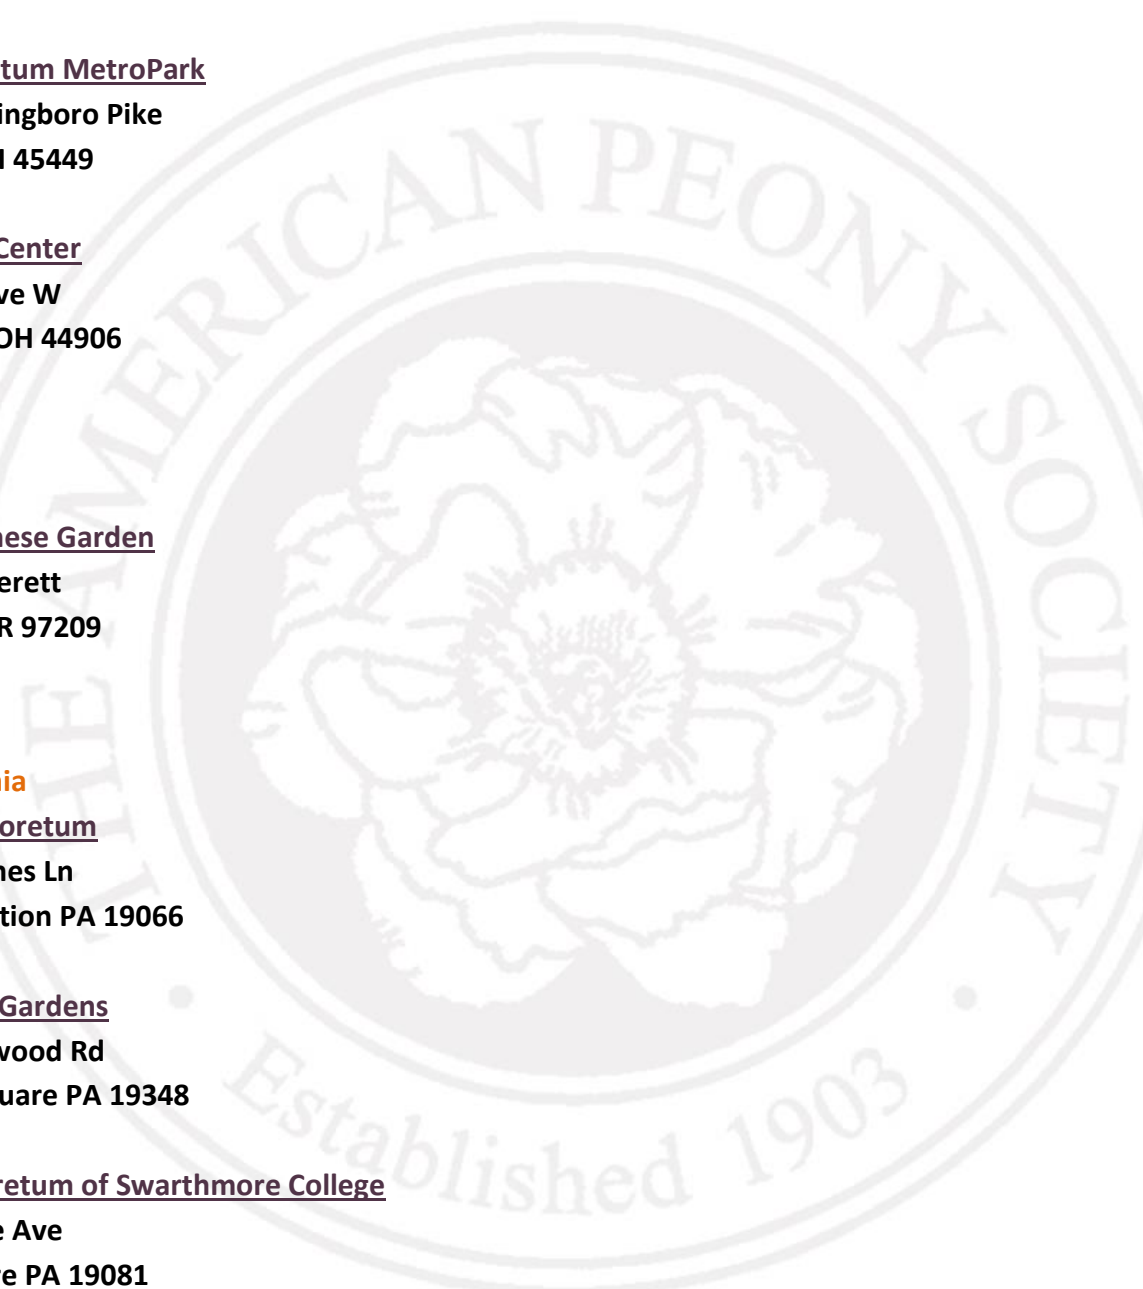 tum MetroPark
ingboro Pike
45449
Center
ve W
OH 44906
nese Garden
erett
R 97209
nia
oretum
nes Ln
tion PA 19066
Gardens
wood Rd
uare PA 19348
retum of Swarthmore College
e Ave
re PA 19081
THE AMERICAN PEONY SOCIETY
Established 1903